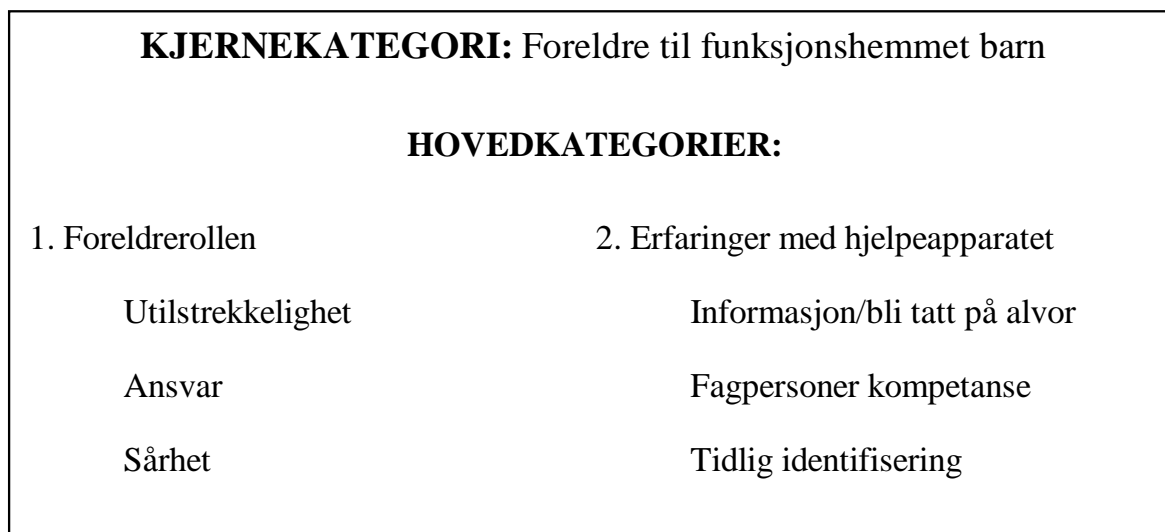 KJERNEKATEGORI: Foreldre til funksjonshemmet barn
HOVEDKATEGORIER:
1. Foreldrerollen
Utilstrekkelighet
Ansvar
Sårhet
2. Erfaringer med hjelpeapparatet
Informasjon/bli tatt på alvor
Fagpersoner kompetanse
Tidlig identifisering